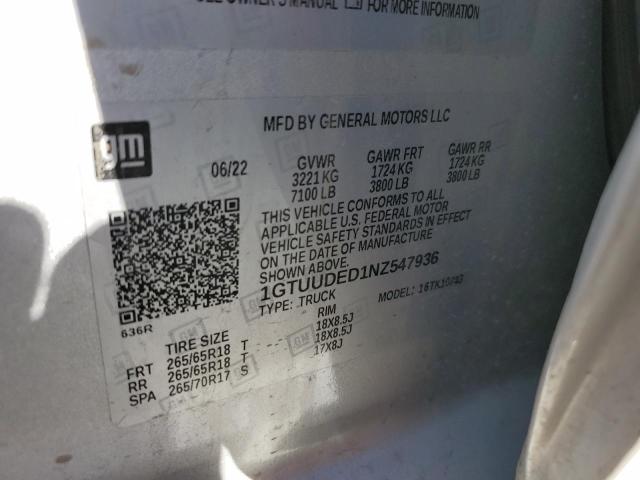 OWNER'S MANUAL FOR MORE INFORMATION
MFD BY GENERAL MOTORS LLC
gm
06/22
GVWR GAWR FRT GAWR RR
3221 KG 1724 KG 1724 KG
7100 LB 3800 LB 3800 LB
THIS VEHICLE CONFORMS TO ALL
APPLICABLE U.S. FEDERAL MOTOR
VEHICLE SAFETY STANDARDS IN EFFECT
ON THE DATE OF MANUFACTURE
SHOWN ABOVE.
1GTUUDED1NZ547936
TYPE: TRUCK MODEL:
636R
TIRE SIZE RIM
FRT 265/65R18 T 18X8.5J
RR 265/65R18 T 18X8.5J
SPA 265/70R17 S 17X8J